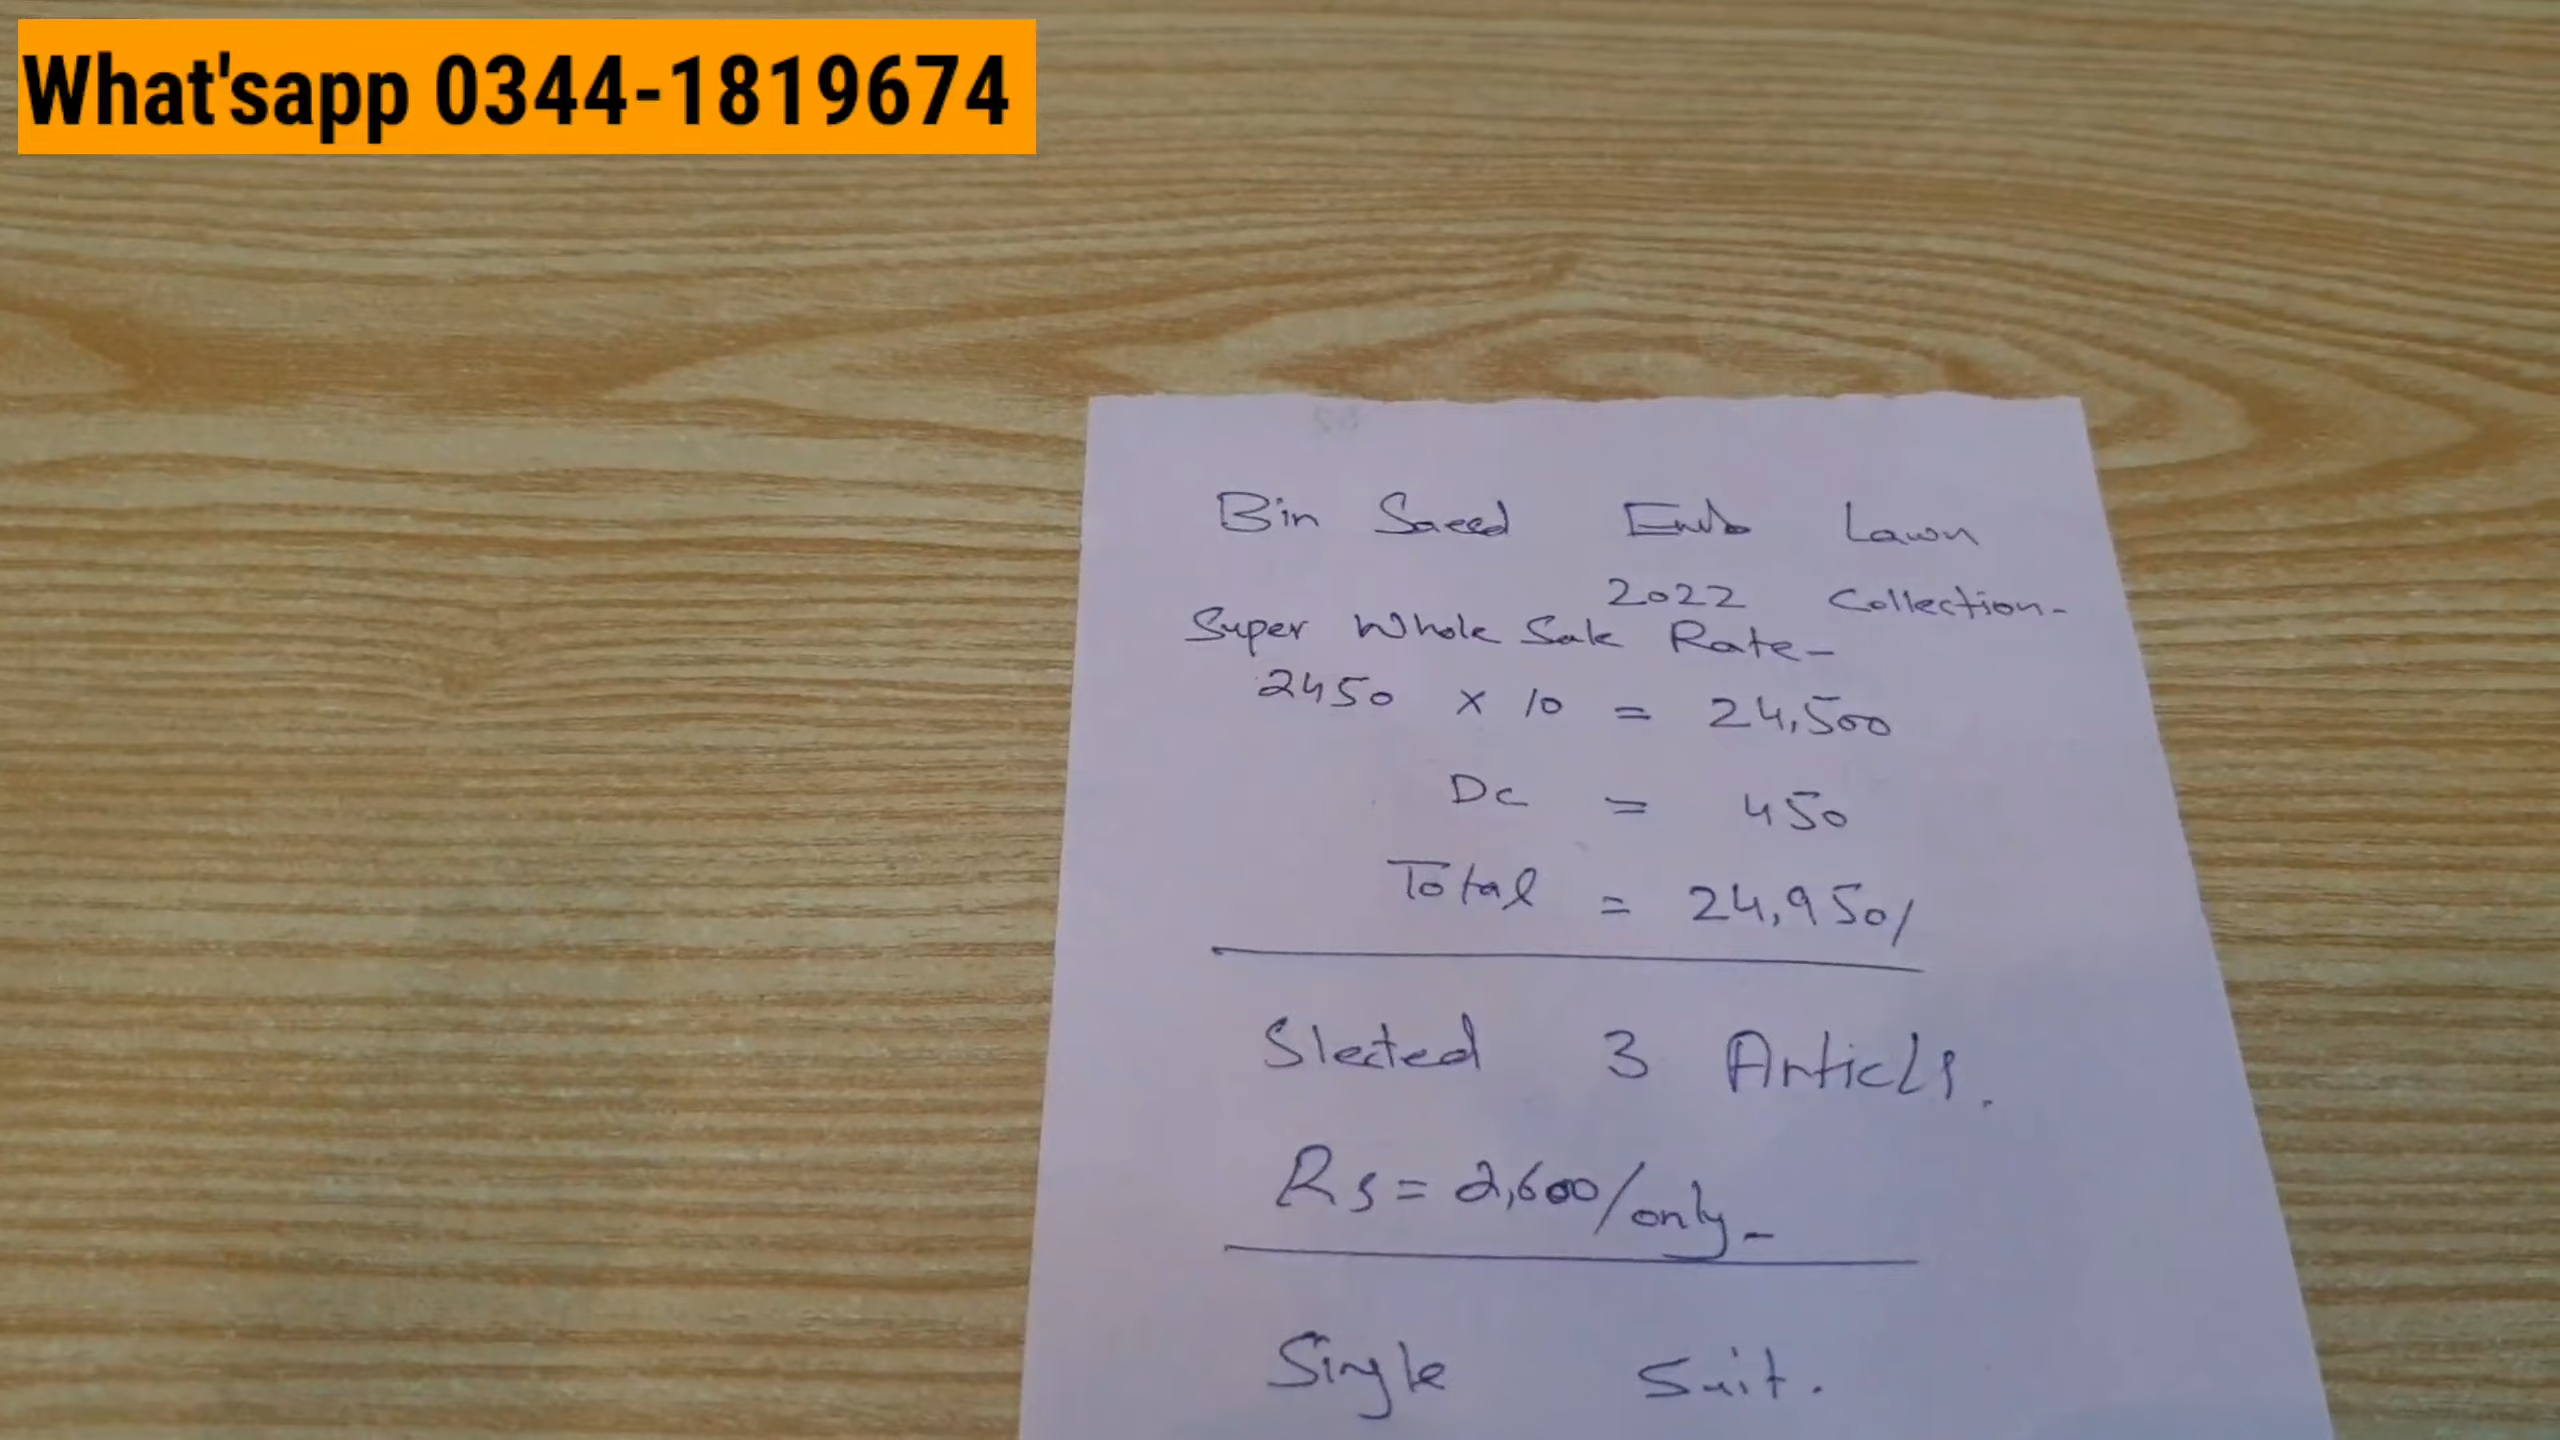 What'sapp 0344-1819674
Bin Saeed Emb Lawn
2022 Collection-
Super Whole Sale Rate-
2450 x 10 = 24,500
Dc = 450
Total = 24,950/
Slected 3 Articls.
Rs = 2,600/only-
Single Suit.